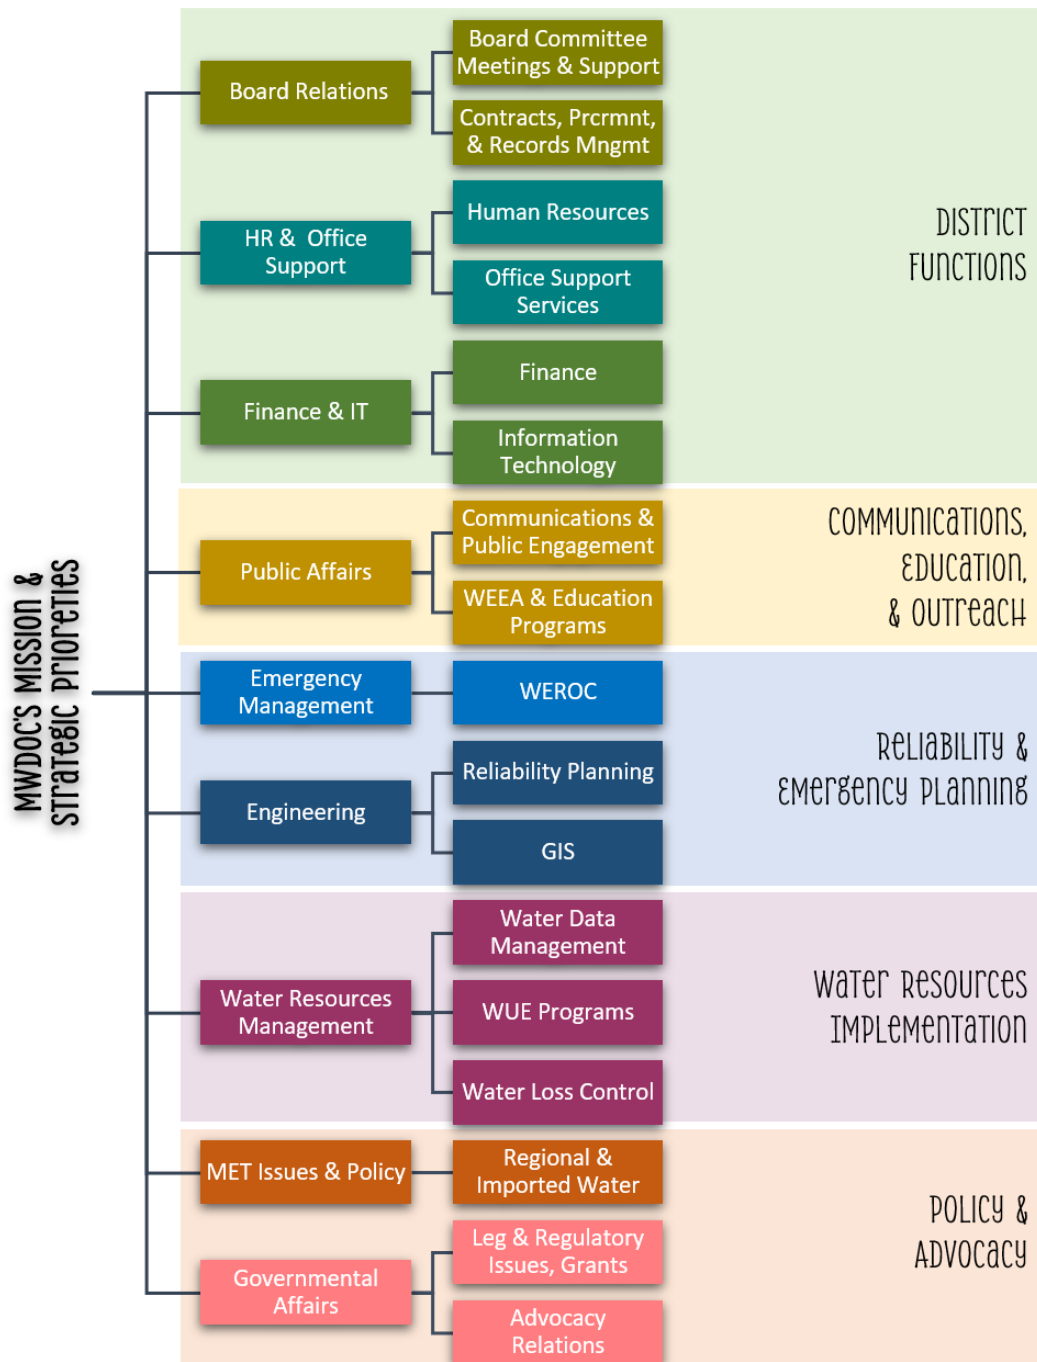 MWDOC'S MISSION &
STRATEGIC PRIORETIES
Board Relations
Board Committee
Meetings & Support
Contracts, Prcrmnt,
& Records Mngmt
HR & Office
Support
Human Resources
Office Support
Services
Finance & IT
Finance
Information
Technology
DISTRICT
FUNCTIONS
Public Affairs
Communications &
Public Engagement
WEEA & Education
Programs
COMMUNICATIONS,
EDUCATION,
& OUTREACH
Emergency
Management
WEROC
Engineering
Reliability Planning
GIS
RELIABILITY &
EMERGENCY PLANNING
Water Resources
Management
Water Data
Management
WUE Programs
Water Loss Control
WATER RESOURCES
IMPLEMENTATION
MET Issues & Policy
Regional &
Imported Water
Governmental
Affairs
Leg & Regulatory
Issues, Grants
Advocacy
Relations
POLICY &
ADVOCACY